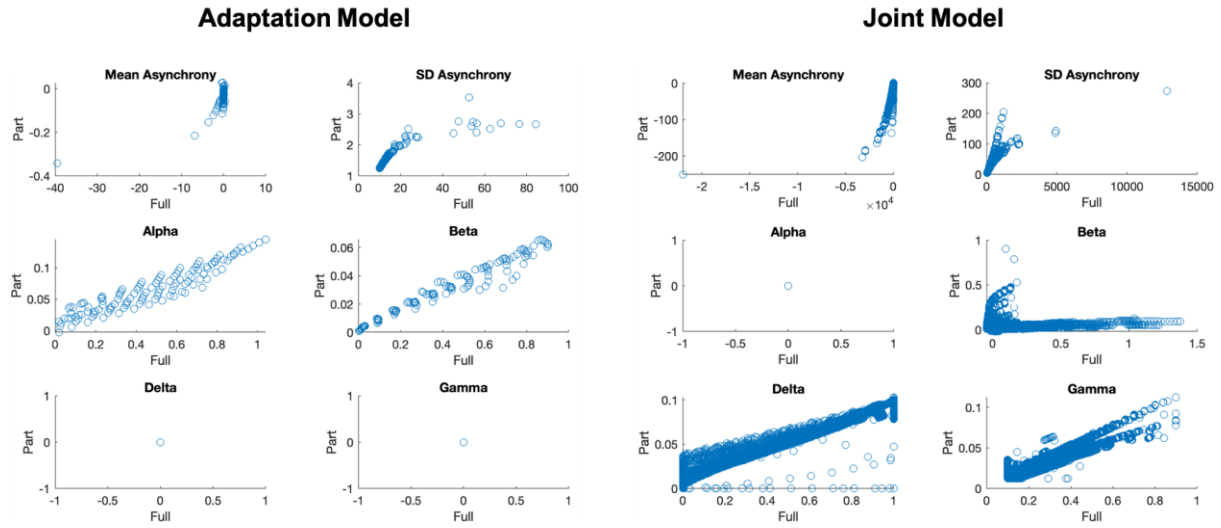 Adaptation Model
Joint Model
Mean Asynchrony
0
-0.2
-0.4
Part
-40 -30 -20 -10 0 10
Full
SD Asynchrony
4
3
2
1
Part
0 20 40 60 80 100
Full
Mean Asynchrony
0
-100
-200
Part
-2 -1.5 -1 -0.5 0
Full ×10⁴
SD Asynchrony
300
200
100
0
Part
0 5000 10000 15000
Full
Alpha
0.1
0.05
0
Part
0 0.2 0.4 0.6 0.8 1
Full
Beta
0.06
0.04
0.02
0
Part
0 0.2 0.4 0.6 0.8 1
Full
Alpha
1
0
-1
Part
-1 -0.5 0 0.5 1
Full
Beta
1
0.5
0
Part
0 0.5 1 1.5
Full
Delta
1
0
-1
Part
-1 -0.5 0 0.5 1
Full
Gamma
1
0
-1
Part
-1 -0.5 0 0.5 1
Full
Delta
0.1
0.05
0
Part
0 0.2 0.4 0.6 0.8 1
Full
Gamma
0.1
0.05
0
Part
0 0.2 0.4 0.6 0.8 1
Full